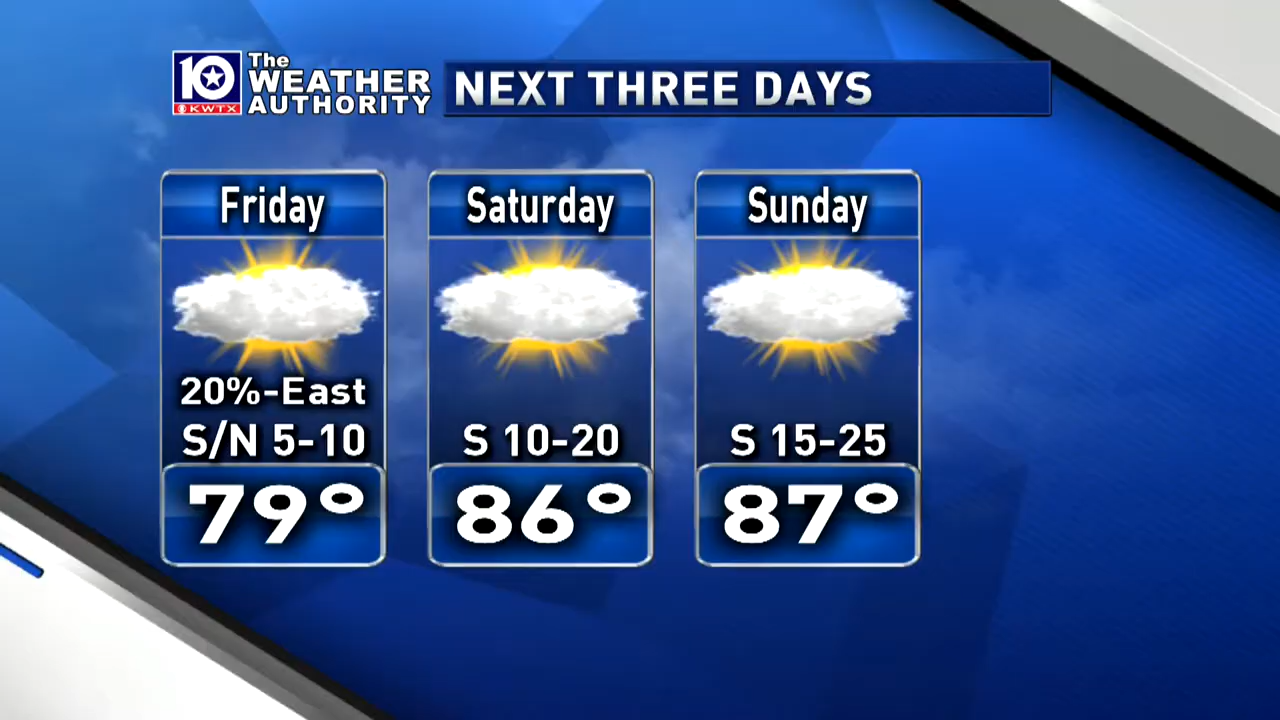 10
KWTX
The
WEATHER
AUTHORITY
NEXT THREE DAYS
Friday
20%-East
S/N 5-10
79°
Saturday
S 10-20
86°
Sunday
S 15-25
87°